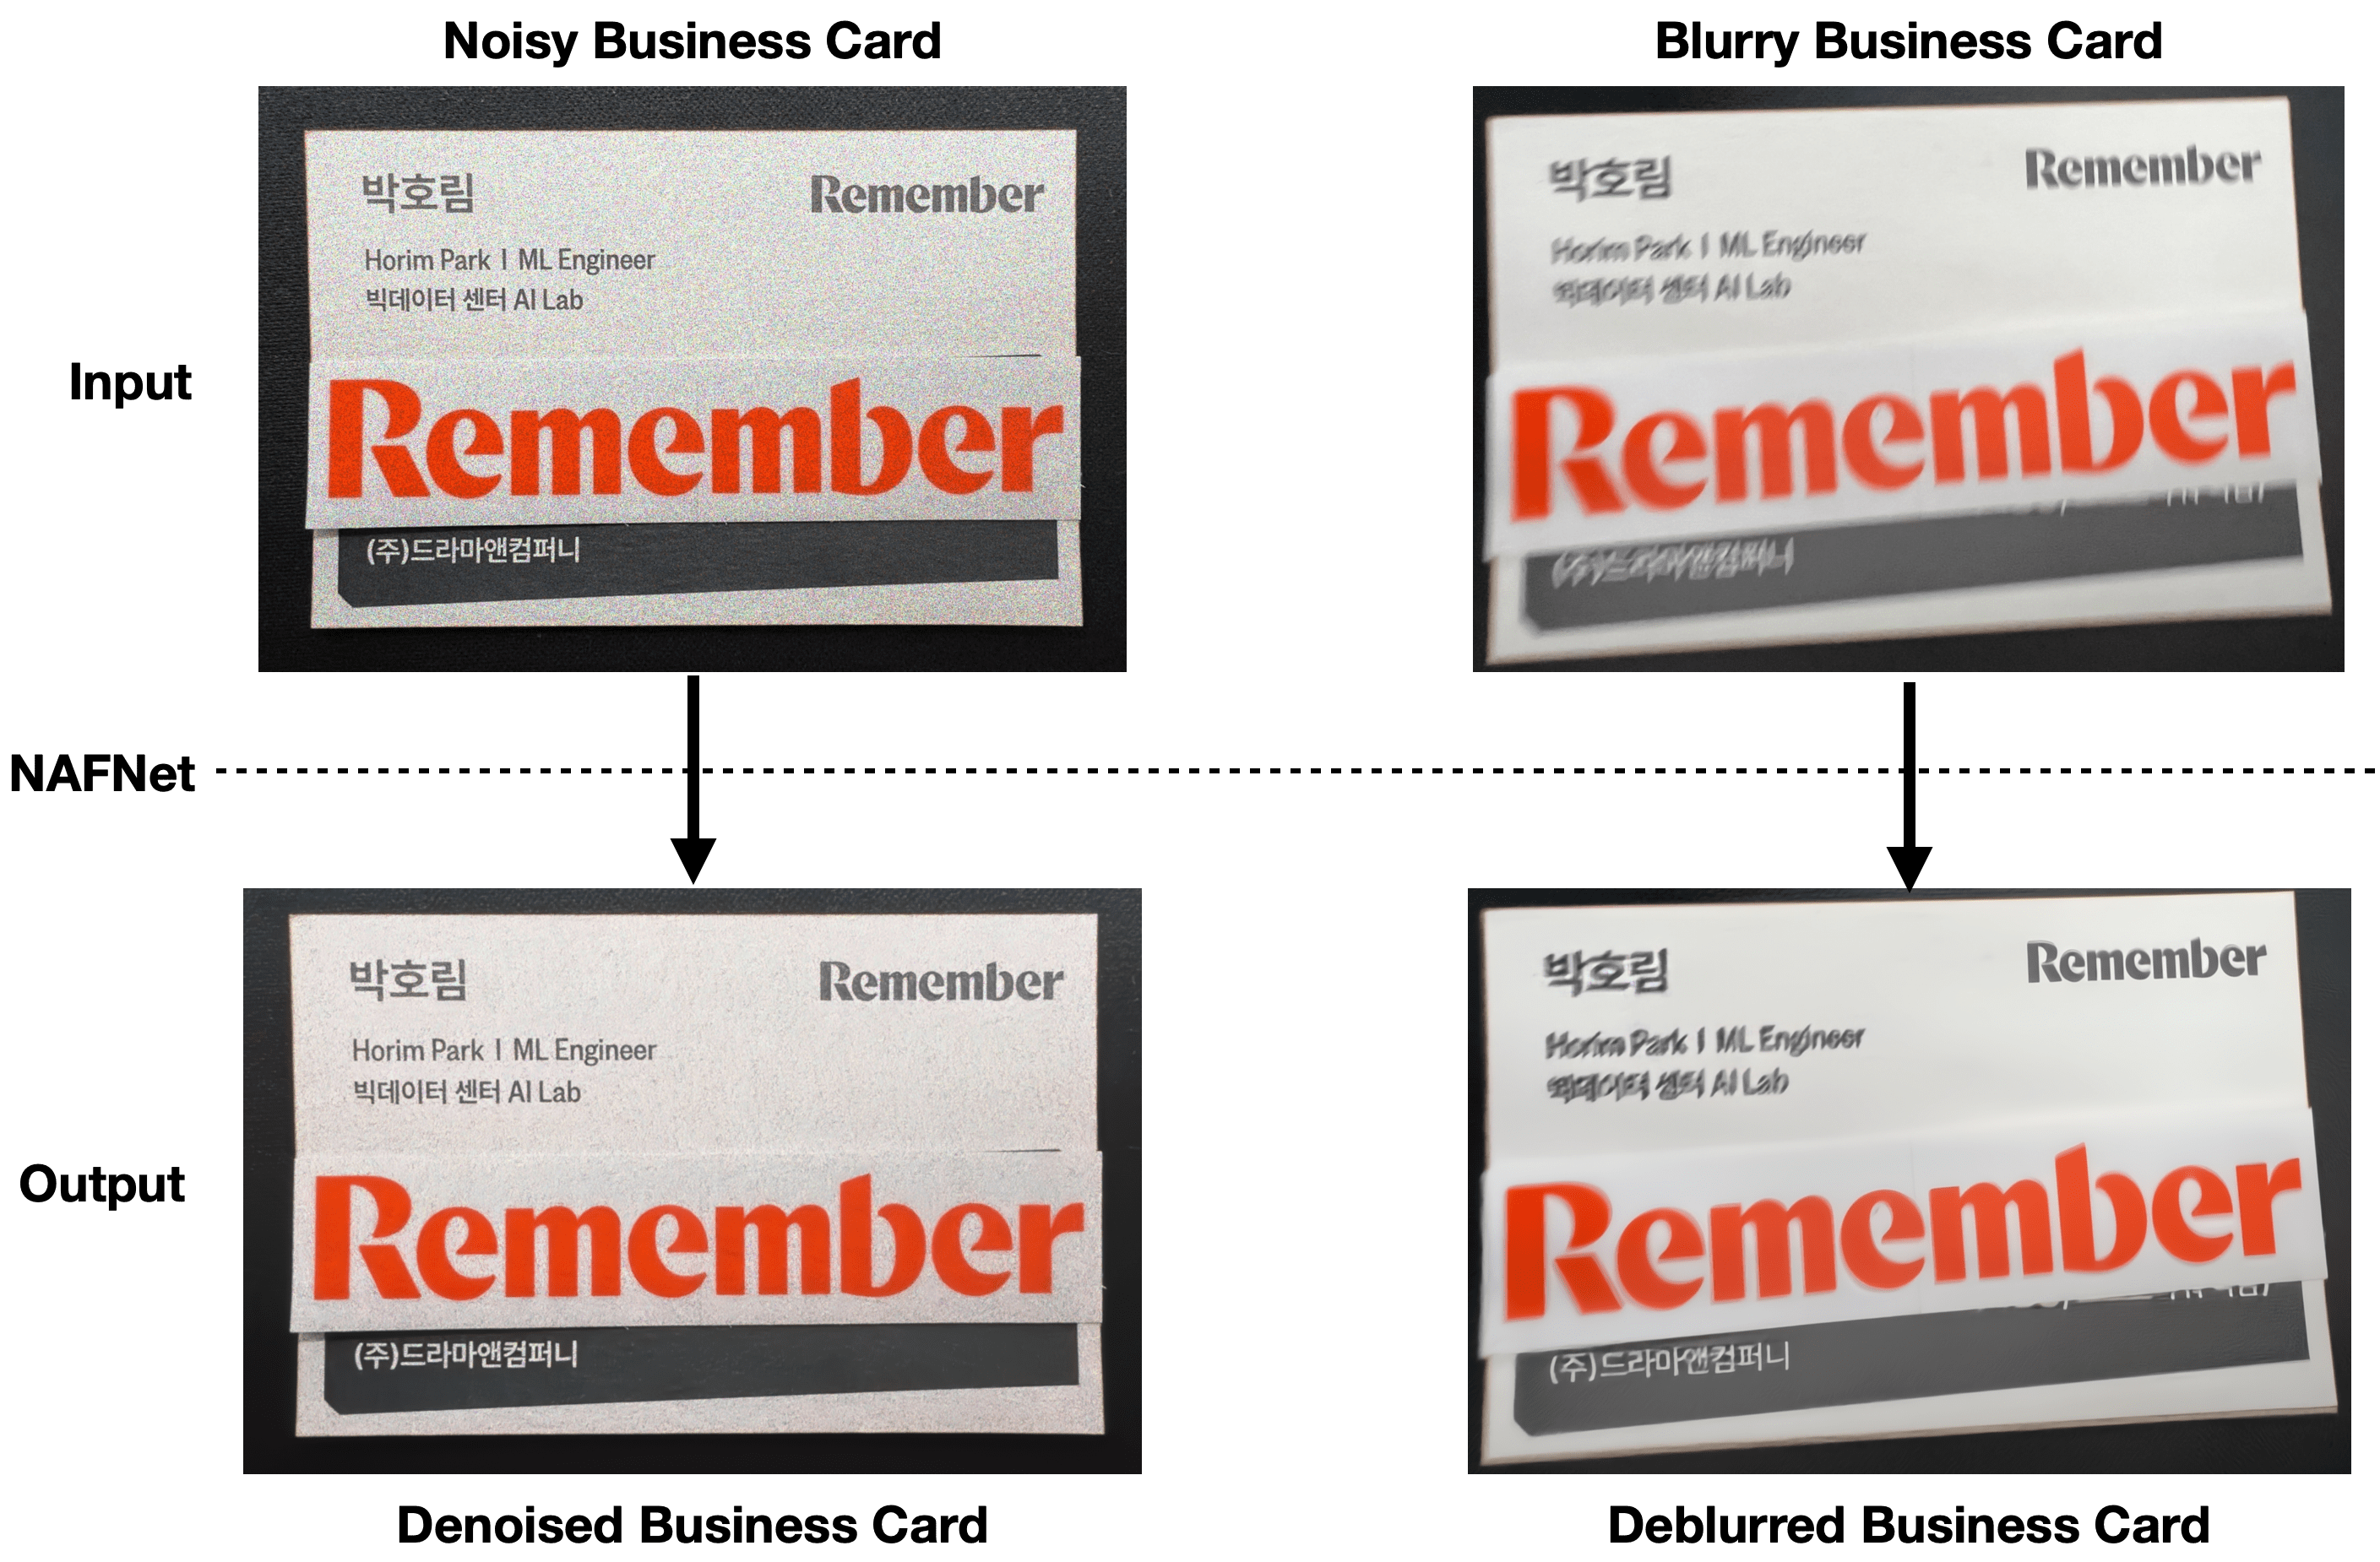 Noisy Business Card
Blurry Business Card
박호림
Remember
Horim Park | ML Engineer
빅데이터 센터 AI Lab
Remember
(주)드라마앤컴퍼니
박호림
Remember
Horim Park | ML Engineer
빅데이터 센터 AI Lab
Remember
(주)드라마앤컴퍼니
Input
NAFNet
박호림
Remember
Horim Park | ML Engineer
빅데이터 센터 AI Lab
Remember
(주)드라마앤컴퍼니
박호림
Remember
Horim Park | ML Engineer
빅데이터 센터 AI Lab
Remember
(주)드라마앤컴퍼니
Output
Denoised Business Card
Deblurred Business Card